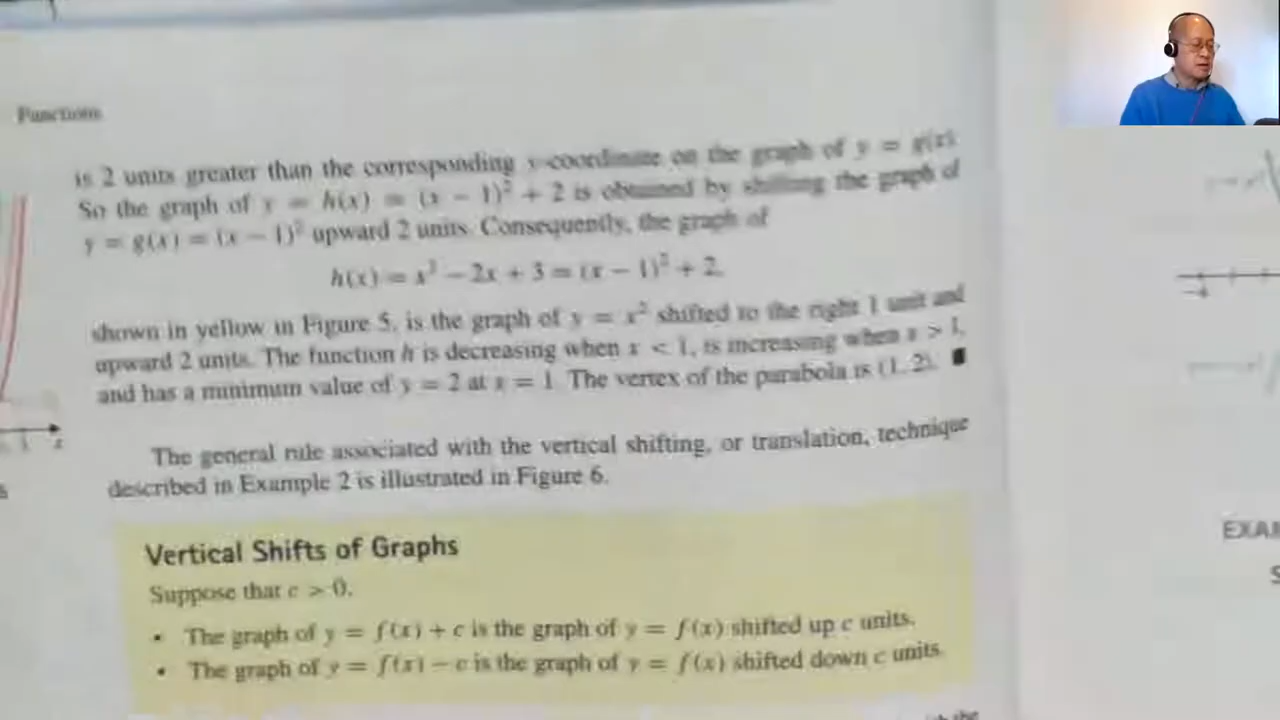 Functions
is 2 units greater than the corresponding y-coordinate on the graph of y = g(x).
So the graph of y = h(x) = (x − 1)² + 2 is obtained by shifting the graph of
y = g(x) = (x − 1)² upward 2 units. Consequently, the graph of
h(x) = x² − 2x + 3 = (x − 1)² + 2,
shown in yellow in Figure 5, is the graph of y = x² shifted to the right 1 unit and
upward 2 units. The function h is decreasing when x < 1, is increasing when x > 1,
and has a minimum value of y = 2 at x = 1. The vertex of the parabola is (1, 2). ■
x
The general rule associated with the vertical shifting, or translation, technique
described in Example 2 is illustrated in Figure 6.
Vertical Shifts of Graphs
Suppose that c > 0.
• The graph of y = f(x) + c is the graph of y = f(x) shifted up c units.
• The graph of y = f(x) − c is the graph of y = f(x) shifted down c units.
the
EXA
S